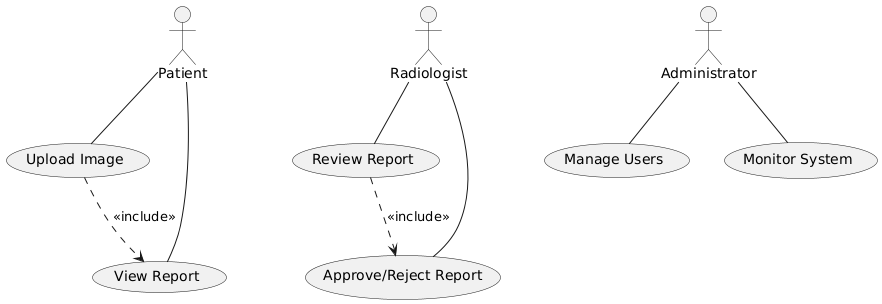 Patient
Radiologist
Administrator
Upload Image
Review Report
Manage Users
Monitor System
«include»
«include»
View Report
Approve/Reject Report